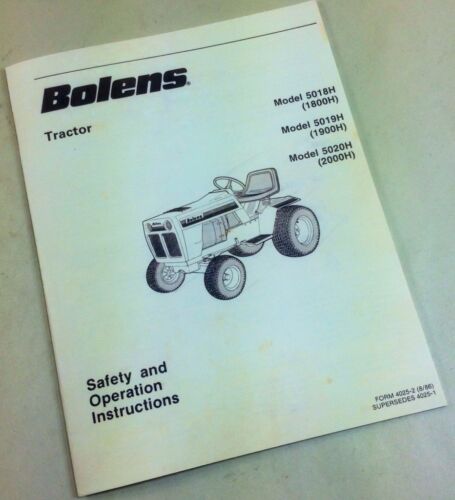 Bolens®
Tractor
Model 5018H
(1800H)
Model 5019H
(1900H)
Model 5020H
(2000H)
Bolens
Safety and
Operation
Instructions
FORM 4025-2 (8/86)
SUPERSEDES 4025-1